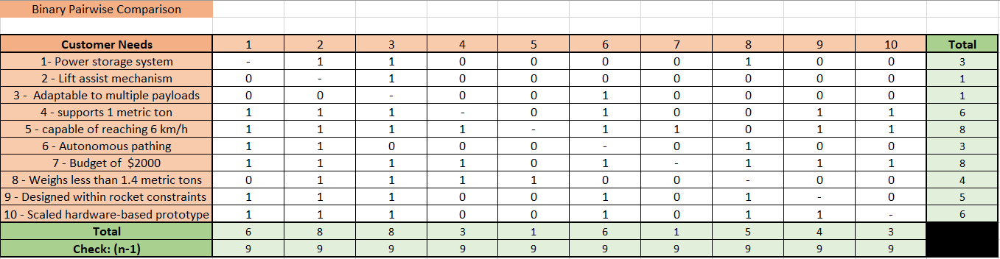 Binary Pairwise Comparison
Customer Needs 1 2 3 4 5 6 7 8 9 10 Total
1- Power storage system - 1 1 0 0 0 0 1 0 0 3
2 - Lift assist mechanism 0 - 1 0 0 0 0 0 0 0 1
3 - Adaptable to multiple payloads 0 0 - 0 0 1 0 0 0 0 1
4 - supports 1 metric ton 1 1 1 - 0 1 0 0 1 1 6
5 - capable of reaching 6 km/h 1 1 1 1 - 1 1 0 1 1 8
6 - Autonomous pathing 1 1 0 0 0 - 0 1 0 0 3
7 - Budget of $2000 1 1 1 1 0 1 - 1 1 1 8
8 - Weighs less than 1.4 metric tons 0 1 1 1 1 0 0 - 0 0 4
9 - Designed within rocket constraints 1 1 1 0 0 1 0 1 - 0 5
10 - Scaled hardware-based prototype 1 1 1 0 0 1 0 1 1 - 6
Total 6 8 8 3 1 6 1 5 4 3
Check: (n-1) 9 9 9 9 9 9 9 9 9 9